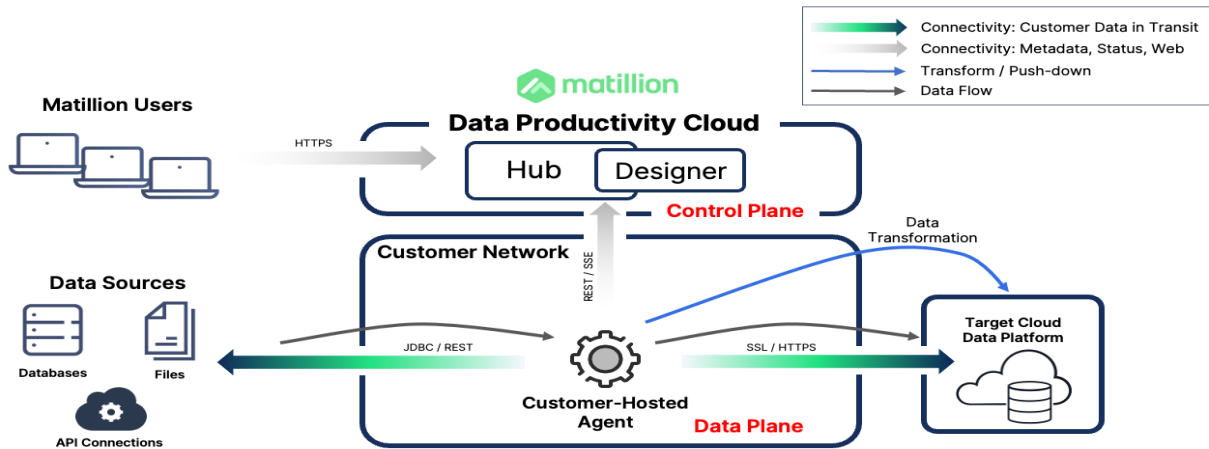 Connectivity: Customer Data in Transit
Connectivity: Metadata, Status, Web
Transform / Push-down
Data Flow
matillion
Matillion Users
HTTPS
Data Productivity Cloud
Hub
Designer
Control Plane
Customer Network
REST / SSE
Data
Transformation
Data Sources
Databases
Files
API Connections
JDBC / REST
Customer-Hosted
Agent
Data Plane
SSL / HTTPS
Target Cloud
Data Platform